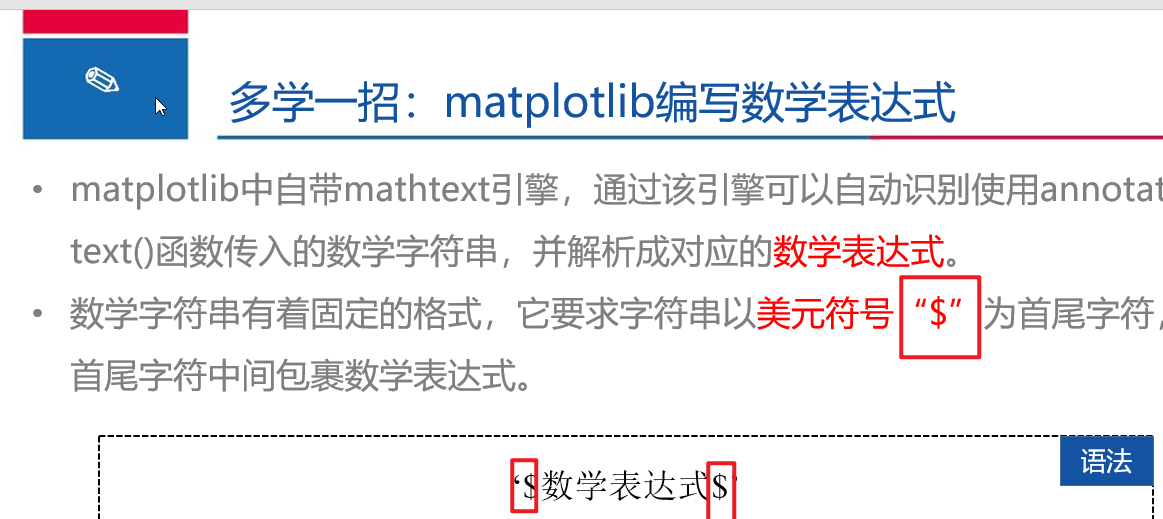 多学一招：matplotlib编写数学表达式
• matplotlib中自带mathtext引擎，通过该引擎可以自动识别使用annotat
text()函数传入的数学字符串，并解析成对应的数学表达式。
• 数学字符串有着固定的格式，它要求字符串以美元符号“$”为首尾字符，
首尾字符中间包裹数学表达式。
语法
‘$数学表达式$’